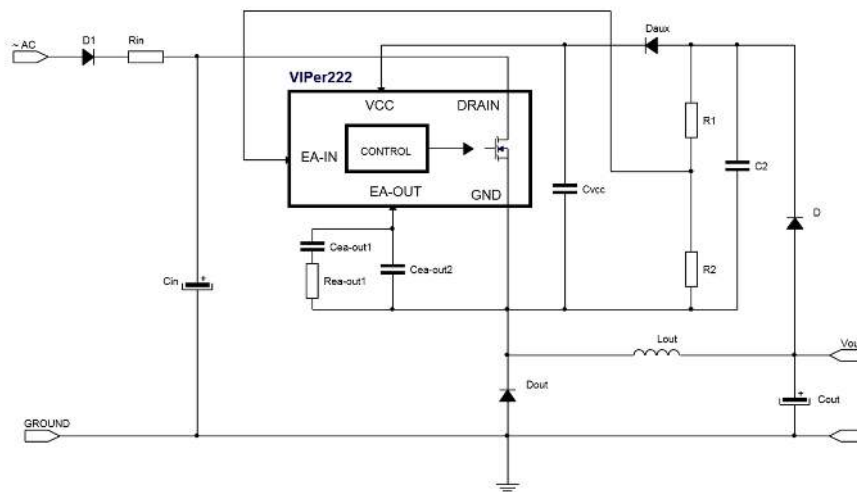 ~ AC
D1
Rin
Daux
VIPer222
VCC
DRAIN
R1
EA-IN
CONTROL
C2
EA-OUT
GND
Cvcc
D
Cea-out1
Cea-out2
R2
Cin
Rea-out1
Lout
Vou
Dout
Cout
GROUND